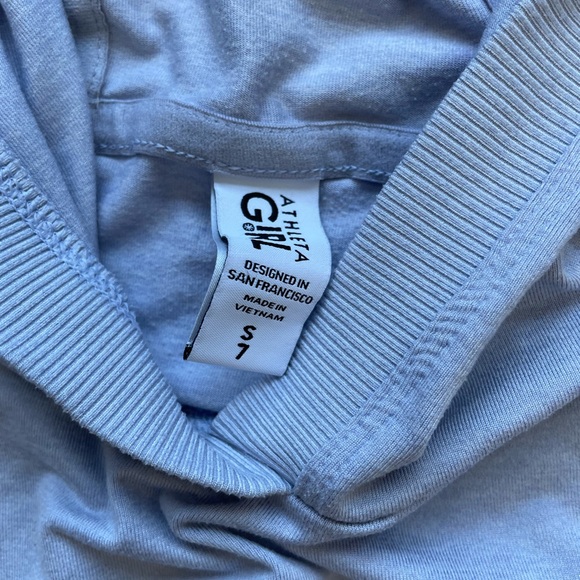 ATHLETA
GIRL
DESIGNED IN
SAN FRANCISCO
MADE IN
VIETNAM
S
7